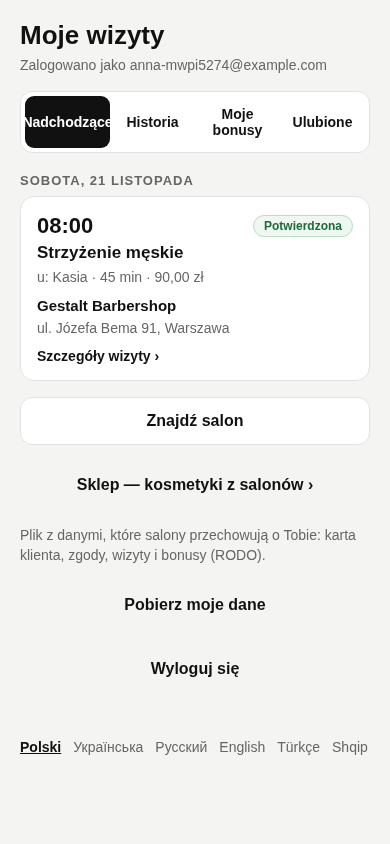 Moje wizyty
Zalogowano jako anna-mwpi5274@example.com
Nadchodzące
Historia
Moje
bonusy
Ulubione
SOBOTA, 21 LISTOPADA
08:00
Potwierdzona
Strzyżenie męskie
u: Kasia · 45 min · 90,00 zł
Gestalt Barbershop
ul. Józefa Bema 91, Warszawa
Szczegóły wizyty ›
Znajdź salon
Sklep — kosmetyki z salonów ›
Plik z danymi, które salony przechowują o Tobie: karta
klienta, zgody, wizyty i bonusy (RODO).
Pobierz moje dane
Wyloguj się
Polski Українська Русский English Türkçe Shqip